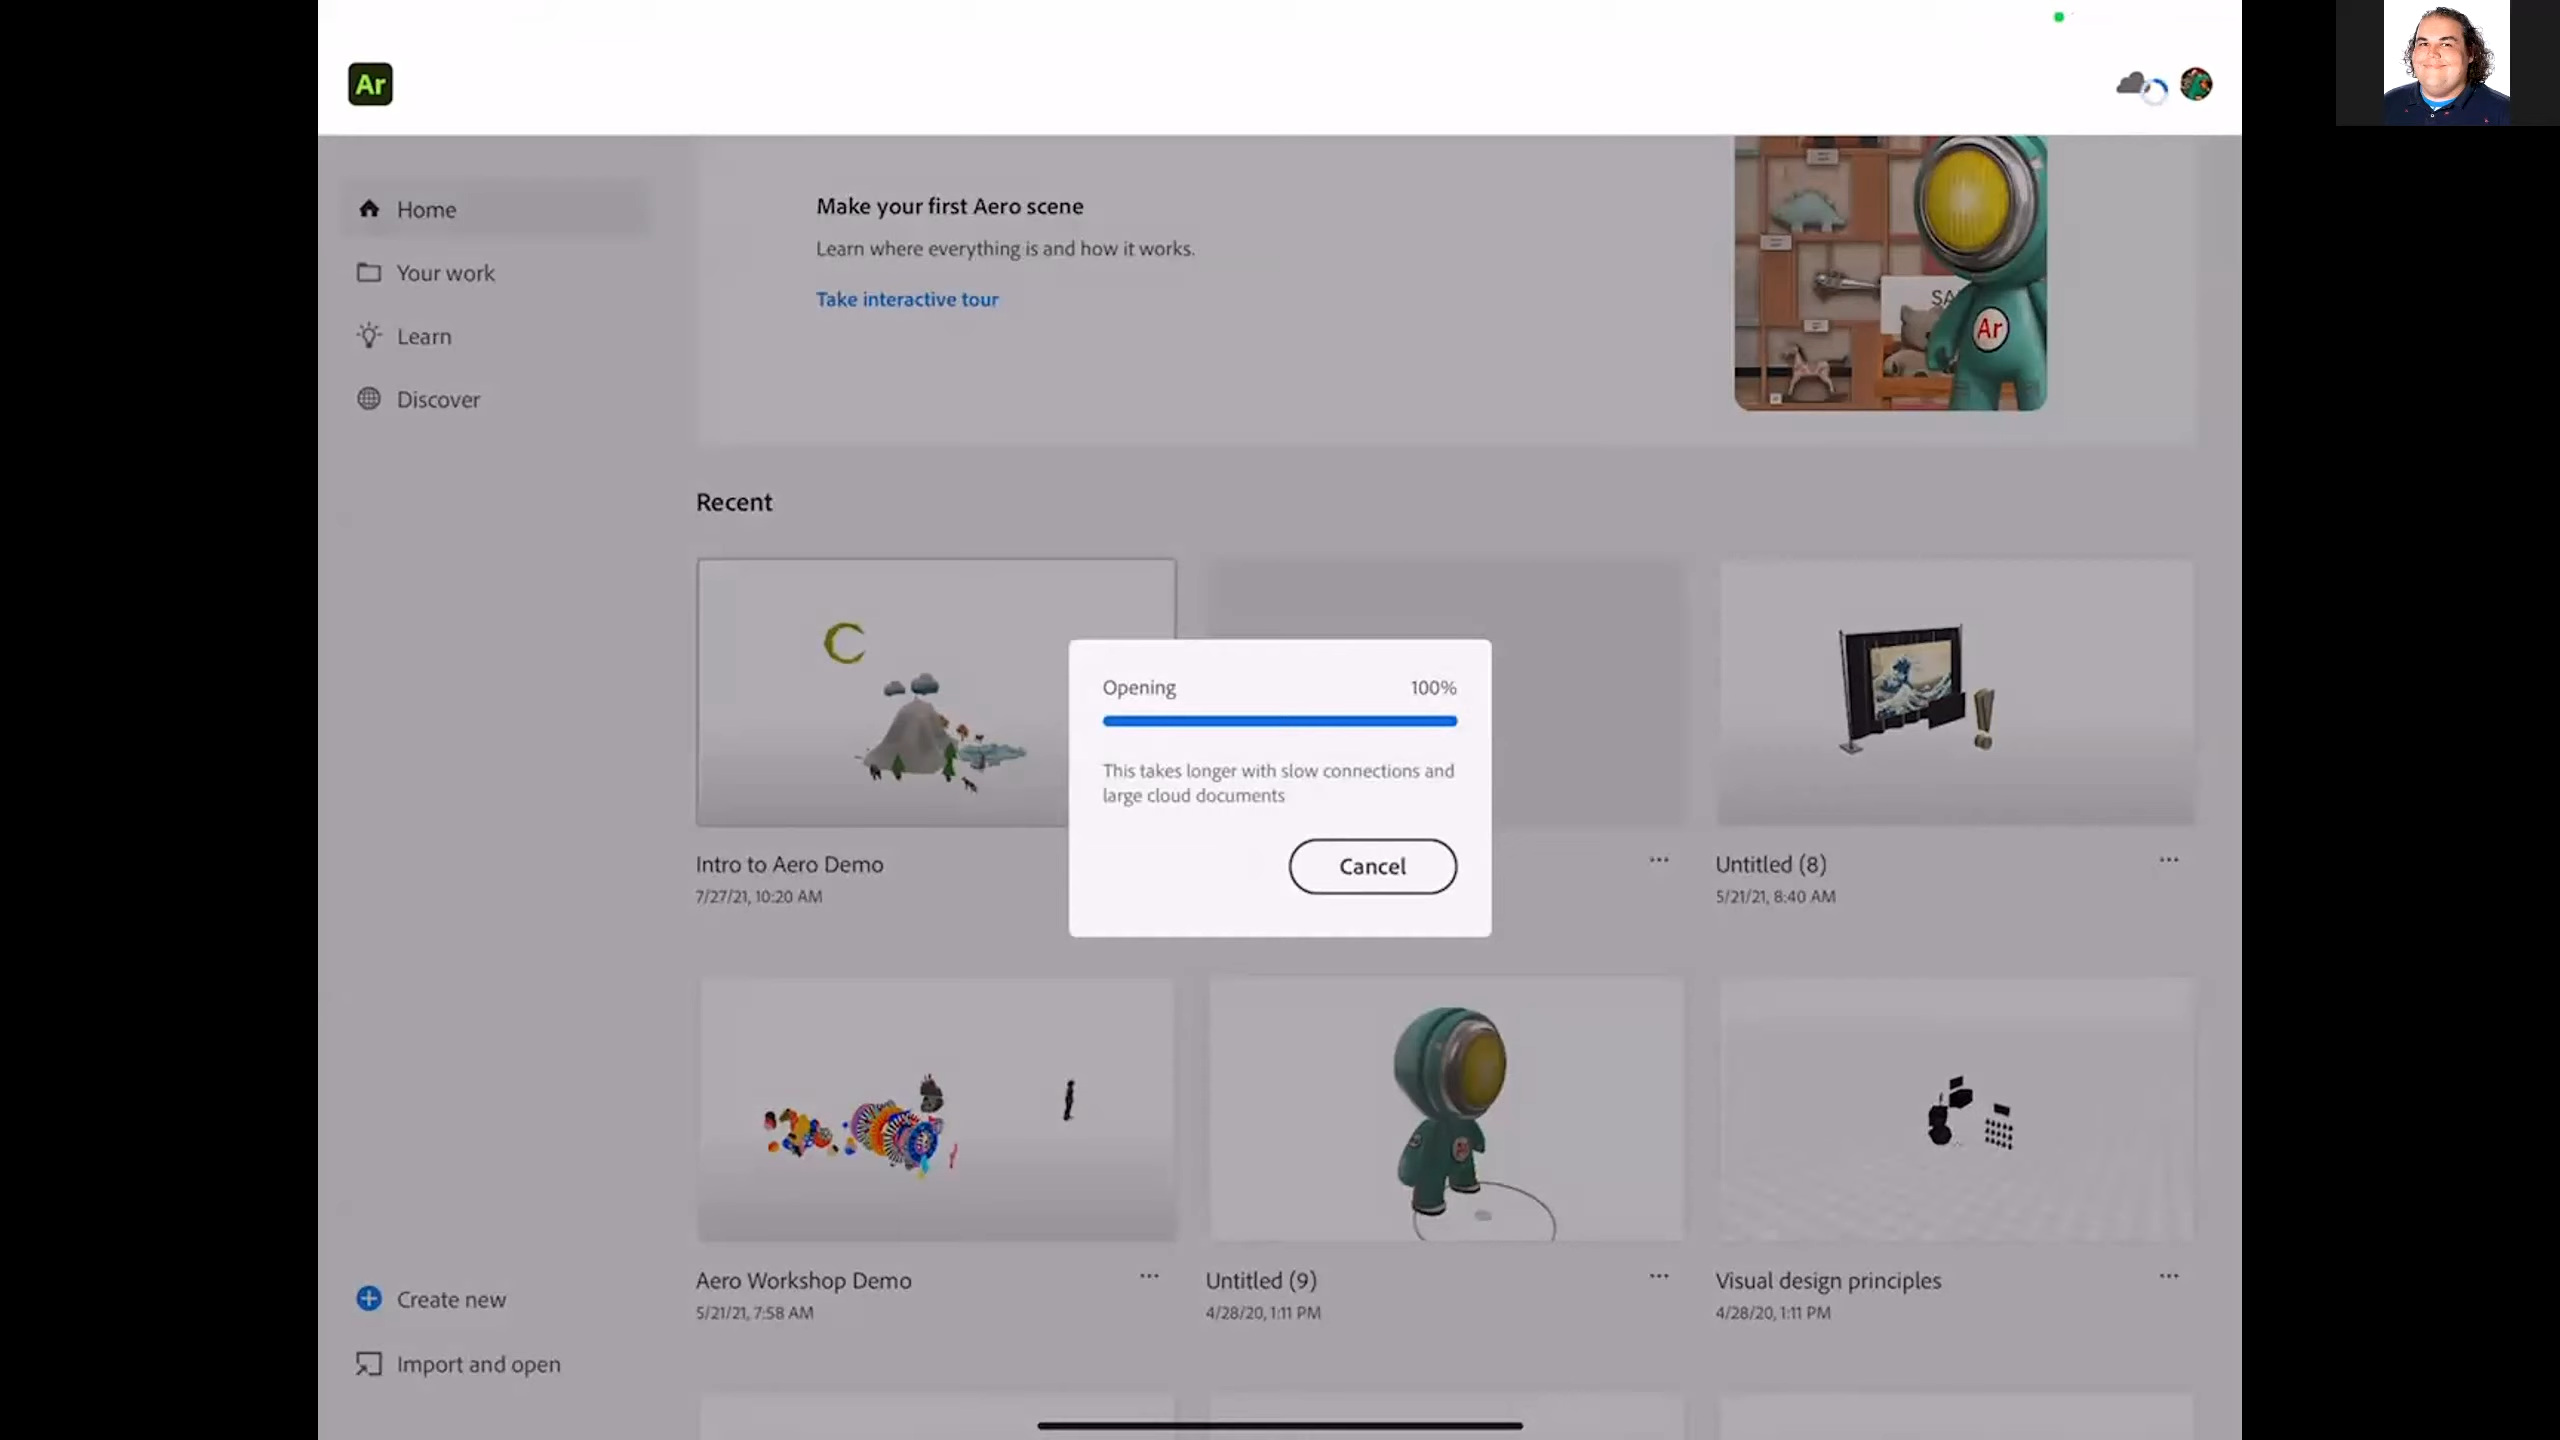 Ar
Home
Your work
Learn
Discover
Make your first Aero scene
Learn where everything is and how it works.
Take interactive tour
SA
Ar
Recent
Opening 100%
This takes longer with slow connections and
large cloud documents
Cancel
Intro to Aero Demo
7/27/21, 10:20 AM
Untitled (8)
5/21/21, 8:40 AM
Aero Workshop Demo
5/21/21, 7:58 AM
Untitled (9)
4/28/20, 1:11 PM
Visual design principles
4/28/20, 1:11 PM
Create new
Import and open